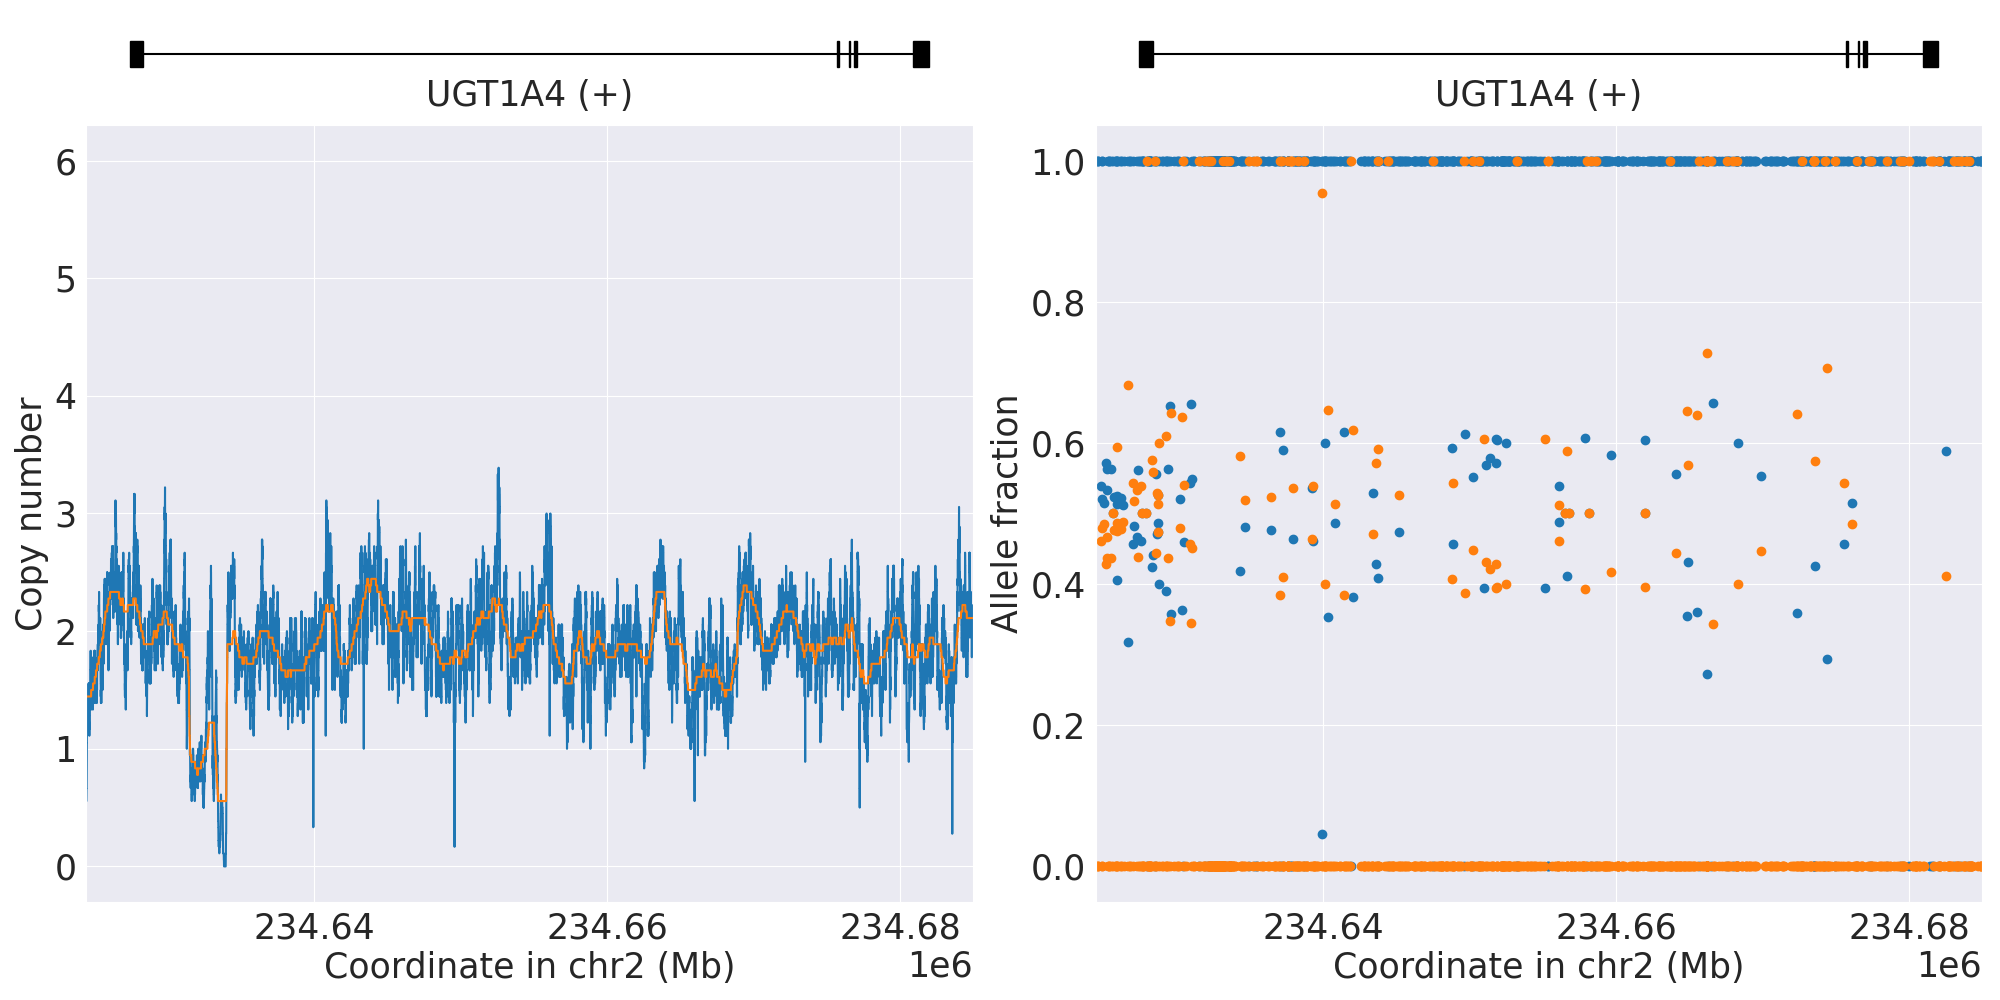 UGT1A4 (+)
6
5
4
3
2
1
0
Copy number
234.64
234.66
234.68
Coordinate in chr2 (Mb)
1e6
UGT1A4 (+)
1.0
0.8
0.6
0.4
0.2
0.0
Allele fraction
234.64
234.66
234.68
Coordinate in chr2 (Mb)
1e6